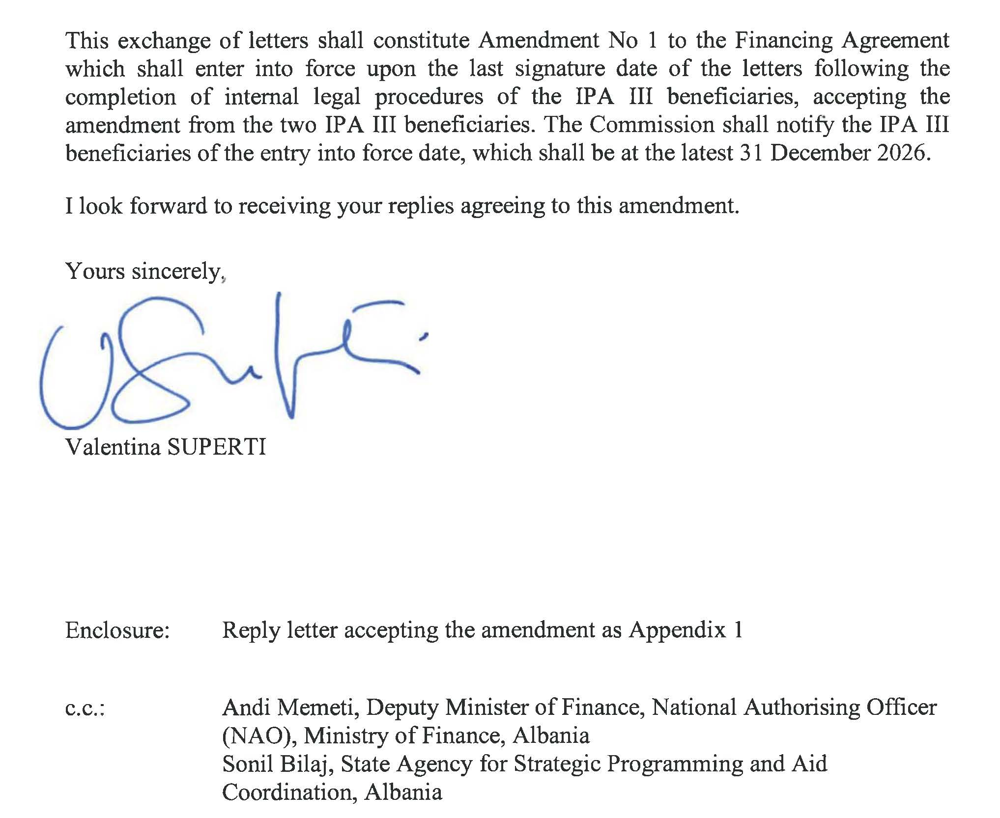 This exchange of letters shall constitute Amendment No 1 to the Financing Agreement
which shall enter into force upon the last signature date of the letters following the
completion of internal legal procedures of the IPA III beneficiaries, accepting the
amendment from the two IPA III beneficiaries. The Commission shall notify the IPA III
beneficiaries of the entry into force date, which shall be at the latest 31 December 2026.
I look forward to receiving your replies agreeing to this amendment.
Yours sincerely,
VSuperti
Valentina SUPERTI
Enclosure: Reply letter accepting the amendment as Appendix 1
c.c.: Andi Memeti, Deputy Minister of Finance, National Authorising Officer
(NAO), Ministry of Finance, Albania
Sonil Bilaj, State Agency for Strategic Programming and Aid
Coordination, Albania